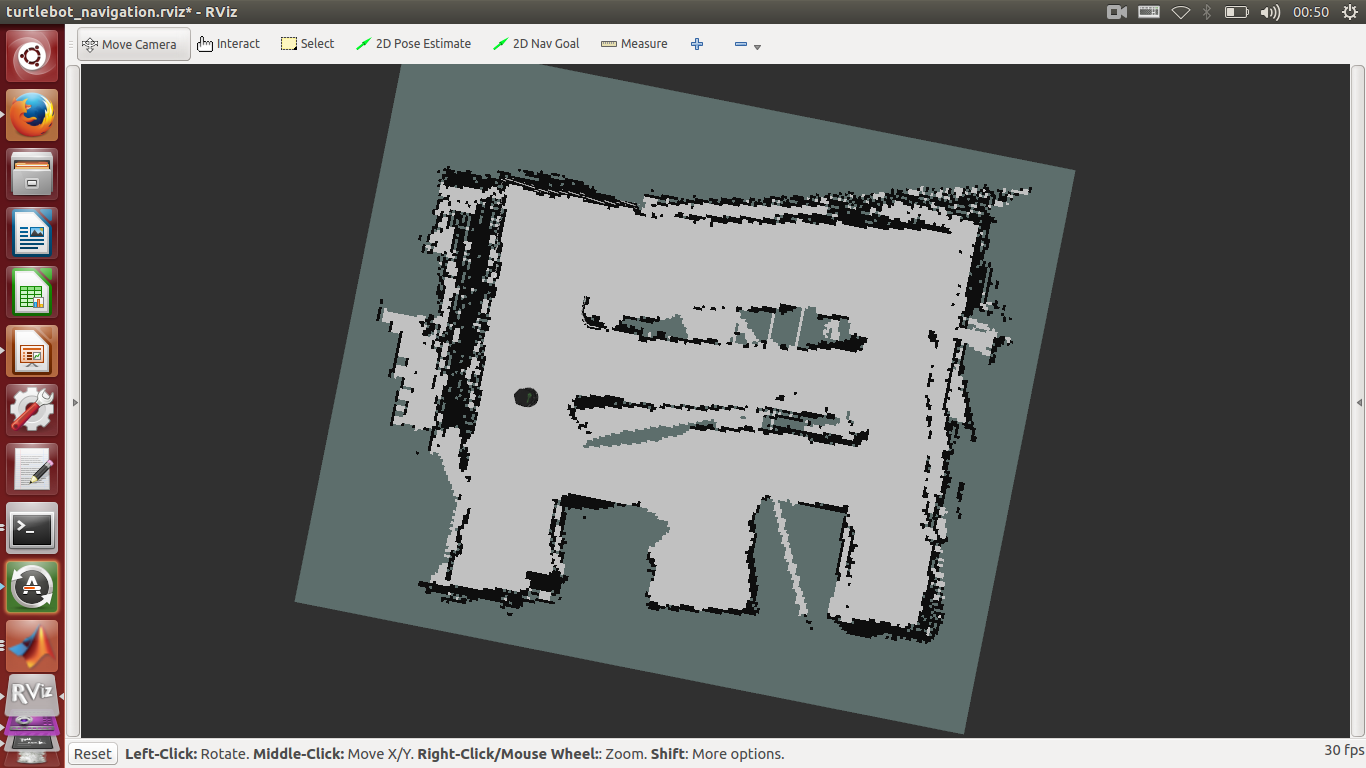 turtlebot_navigation.rviz* - RViz
00:50
Move Camera
Interact
Select
2D Pose Estimate
2D Nav Goal
Measure
RViz
Reset
Left-Click: Rotate. Middle-Click: Move X/Y. Right-Click/Mouse Wheel:: Zoom. Shift: More options.
30 fps